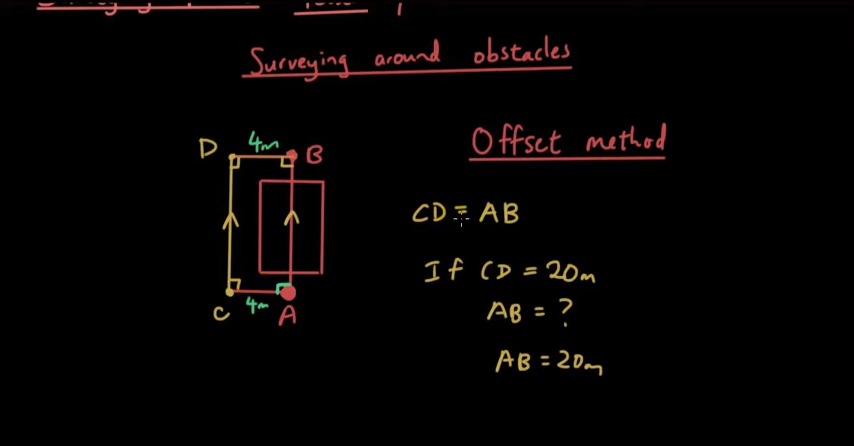 Surveying around obstacles
Offset method
D 4m B
C 4m A
CD = AB
If CD = 20m
AB = ?
AB = 20m